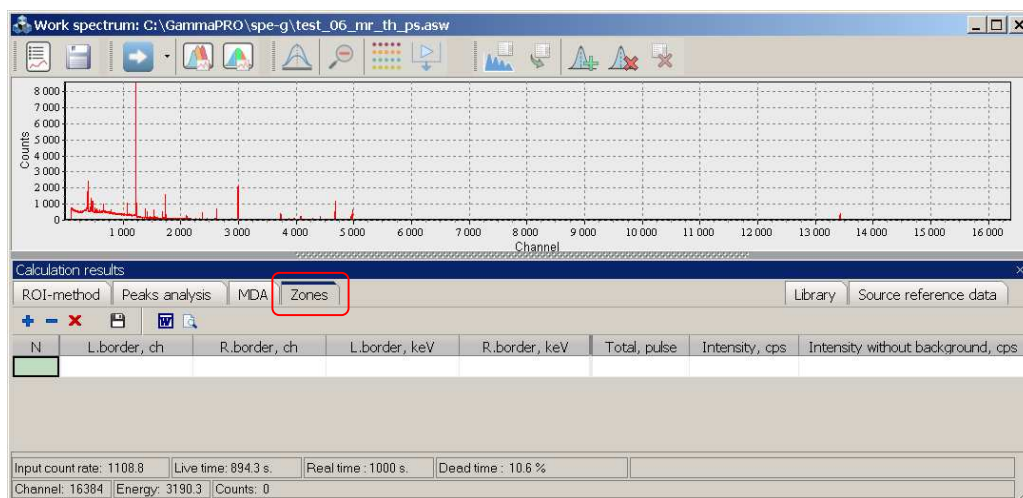 Work spectrum: C:\GammaPRO\spe-g\test_06_mr_th_ps.asw
8 000
7 000
6 000
5 000
4 000
3 000
2 000
1 000
0
Counts
1 000 2 000 3 000 4 000 5 000 6 000 7 000 8 000 9 000 10 000 11 000 12 000 13 000 14 000 15 000 16 000
Channel
Calculation results
ROI-method Peaks analysis MDA Zones Library Source reference data
N L.border, ch R.border, ch L.border, keV R.border, keV Total, pulse Intensity, cps Intensity without background, cps
Input count rate: 1108.8 Live time: 894.3 s. Real time : 1000 s. Dead time : 10.6 %
Channel: 16384 Energy: 3190.3 Counts: 0